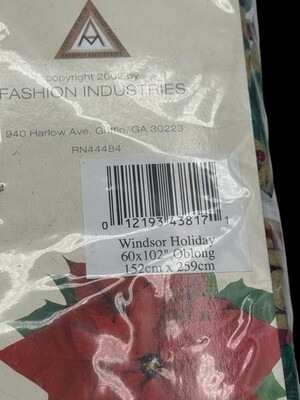 copyright 2002 by
FASHION INDUSTRIES
940 Harlow Ave. Griffin, GA 30223
RN44484
0 12193 43817 1
Windsor Holiday
60x102" Oblong
152cm x 259cm